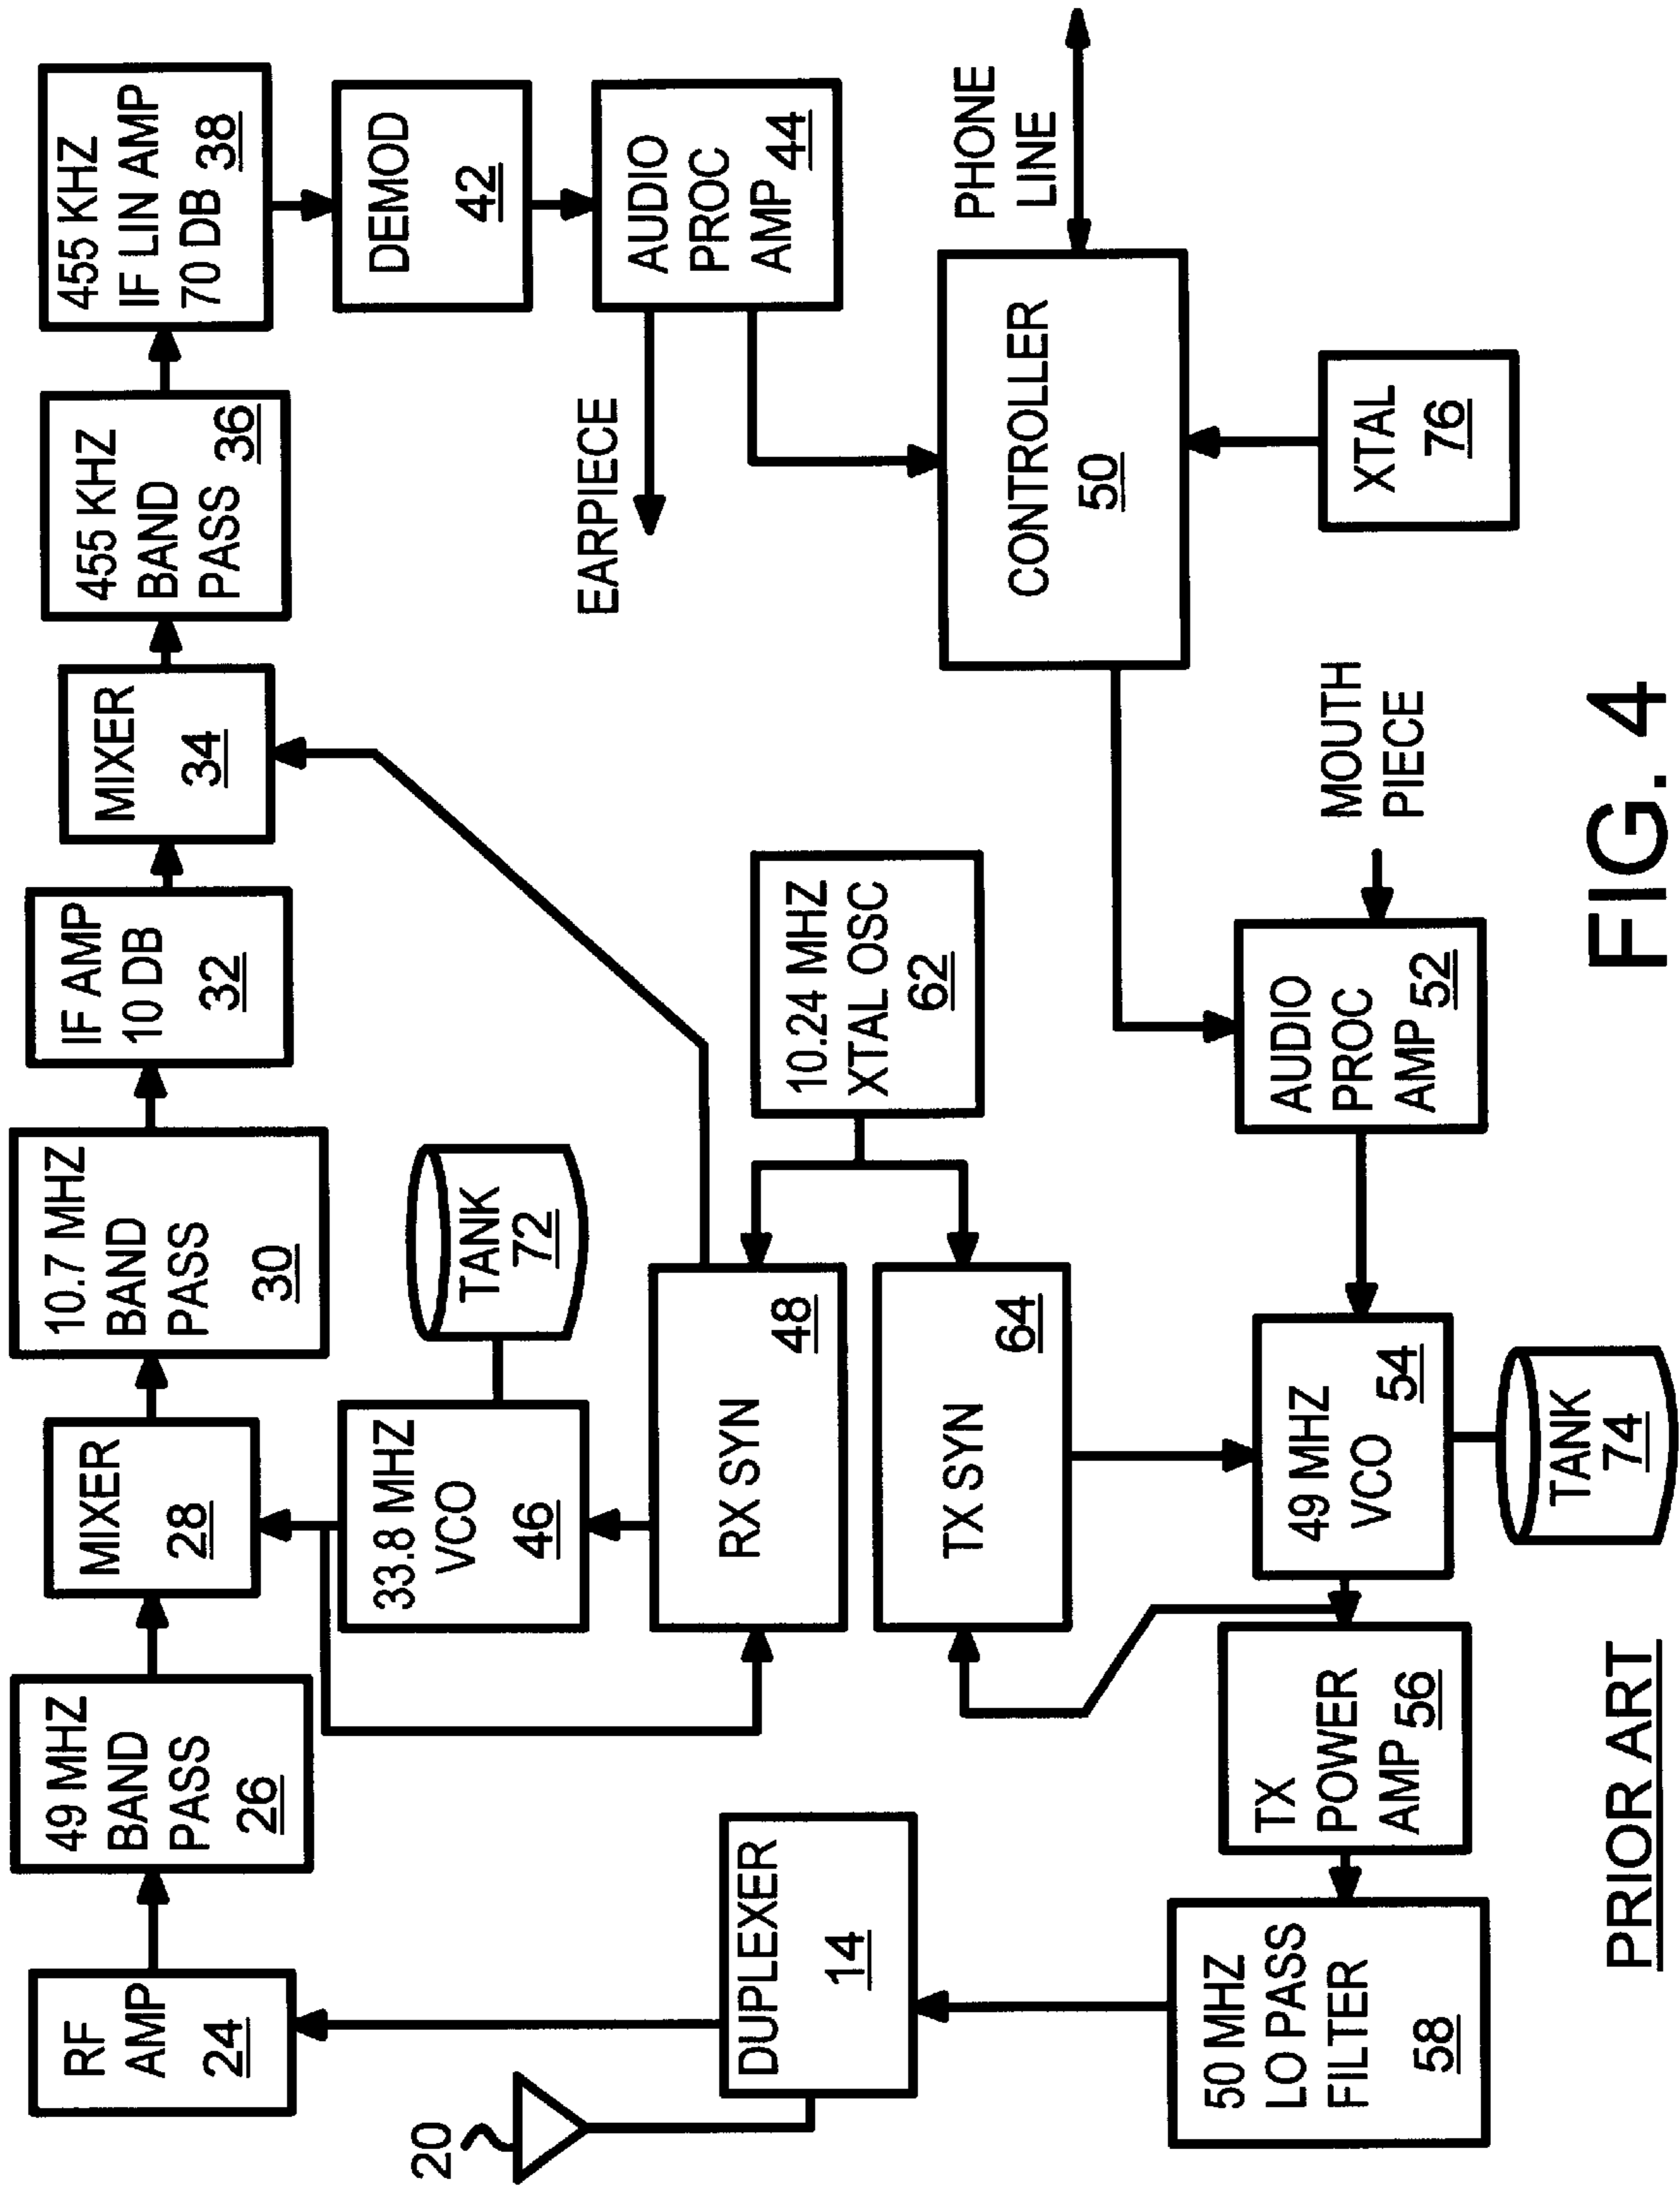 RF
AMP
24
49 MHZ
BAND
PASS
26
MIXER
28
10.7 MHZ
BAND
PASS
30
IF AMP
10 DB
32
MIXER
34
455 KHZ
BAND
PASS 36
455 KHZ
IF LIN AMP
70 DB 38
20
33.8 MHZ
VCO
46
TANK
72
DEMOD
42
EARPIECE
AUDIO
PROC
AMP 44
DUPLEXER
14
RX SYN 48
TX SYN 64
10.24 MHZ
XTAL OSC
62
CONTROLLER
50
PHONE
LINE
50 MHZ
LO PASS
FILTER
58
TX
POWER
AMP 56
49 MHZ
VCO 54
TANK
74
AUDIO
PROC
AMP 52
MOUTH
PIECE
XTAL
76
PRIOR ART
FIG. 4